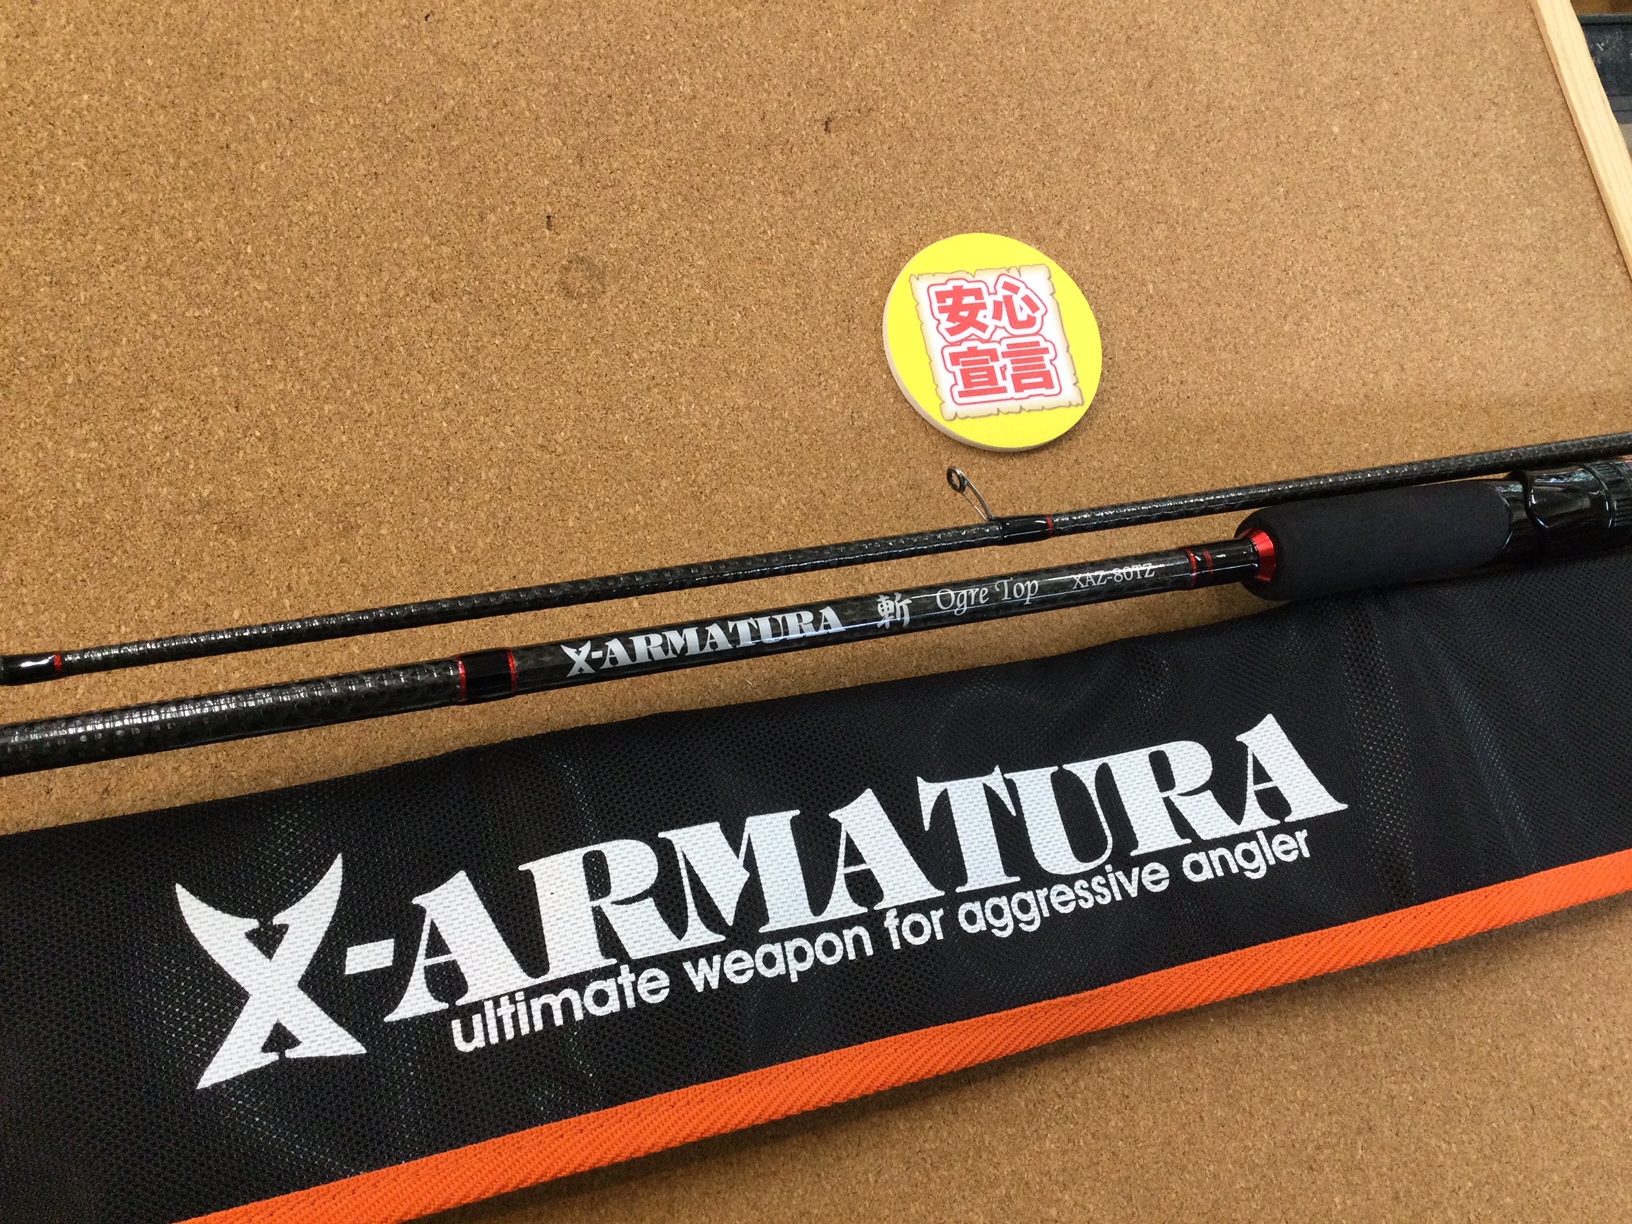 安心
宣言
X-ARMATURA 斬 Ogre Top XAZ-80TZ
X-ARMATURA
ultimate weapon for aggressive angler